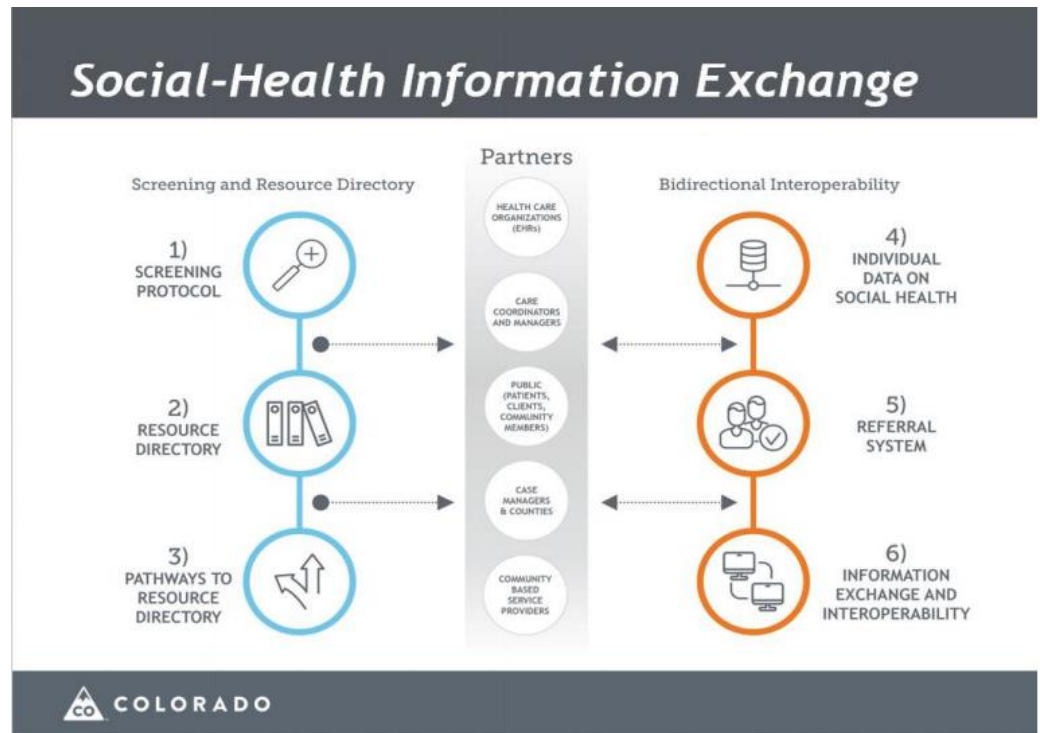 Social-Health Information Exchange
Screening and Resource Directory
1)
SCREENING
PROTOCOL
2)
RESOURCE
DIRECTORY
3)
PATHWAYS TO
RESOURCE
DIRECTORY
Partners
HEALTH CARE
ORGANIZATIONS
(EHRs)
CARE
COORDINATORS
AND MANAGERS
PUBLIC
(PATIENTS,
CLIENTS,
COMMUNITY
MEMBERS)
CASE
MANAGERS
& COUNTIES
COMMUNITY
BASED
SERVICE
PROVIDERS
Bidirectional Interoperability
4)
INDIVIDUAL
DATA ON
SOCIAL HEALTH
5)
REFERRAL
SYSTEM
6)
INFORMATION
EXCHANGE AND
INTEROPERABILITY
CO
COLORADO